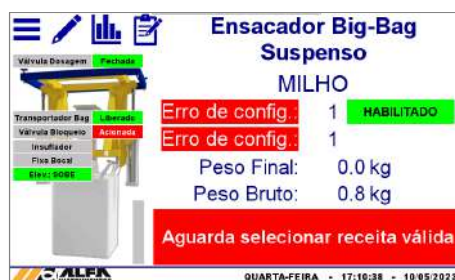 Ensacador Big-Bag
Suspenso
MILHO
Válvula Dosagem Fechada
Transportador Bag Liberado
Válvula Bloqueio Acionada
Insuflador
Fixa Bocal
Elev.: SOBE
Erro de config.: 1 HABILITADO
Erro de config.: 1
Peso Final: 0.0 kg
Peso Bruto: 0.8 kg
Aguarda selecionar receita válida
ALFA
INSTRUMENTOS
QUARTA-FEIRA - 17:10:38 - 10/05/2023